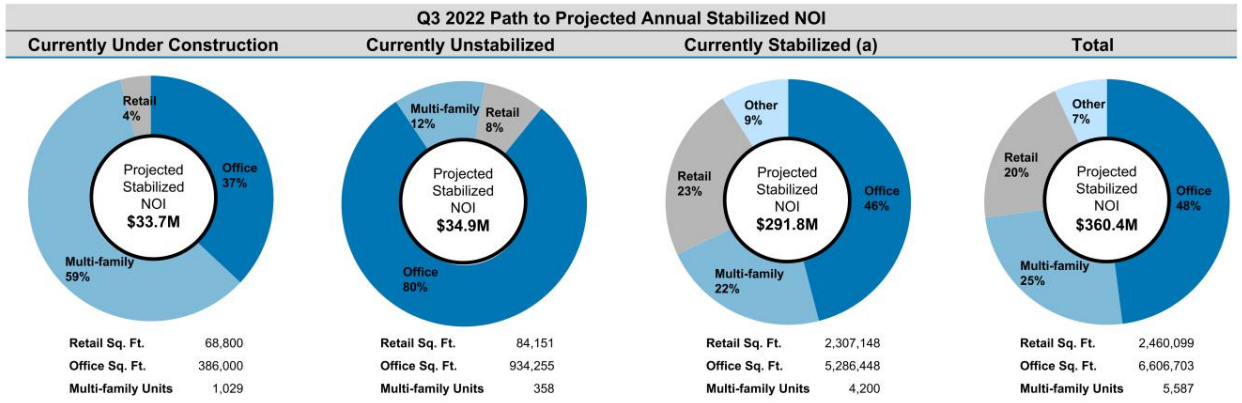 Q3 2022 Path to Projected Annual Stabilized NOI
Currently Under Construction
Currently Unstabilized
Currently Stabilized (a)
Total
Retail
4%
Office
37%
Multi-family
59%
Projected
Stabilized
NOI
$33.7M
Multi-family
12%
Retail
8%
Office
80%
Projected
Stabilized
NOI
$34.9M
Other
9%
Retail
23%
Office
46%
Multi-family
22%
Projected
Stabilized
NOI
$291.8M
Other
7%
Retail
20%
Office
48%
Multi-family
25%
Projected
Stabilized
NOI
$360.4M
Retail Sq. Ft. 68,800
Office Sq. Ft. 386,000
Multi-family Units 1,029
Retail Sq. Ft. 84,151
Office Sq. Ft. 934,255
Multi-family Units 358
Retail Sq. Ft. 2,307,148
Office Sq. Ft. 5,286,448
Multi-family Units 4,200
Retail Sq. Ft. 2,460,099
Office Sq. Ft. 6,606,703
Multi-family Units 5,587